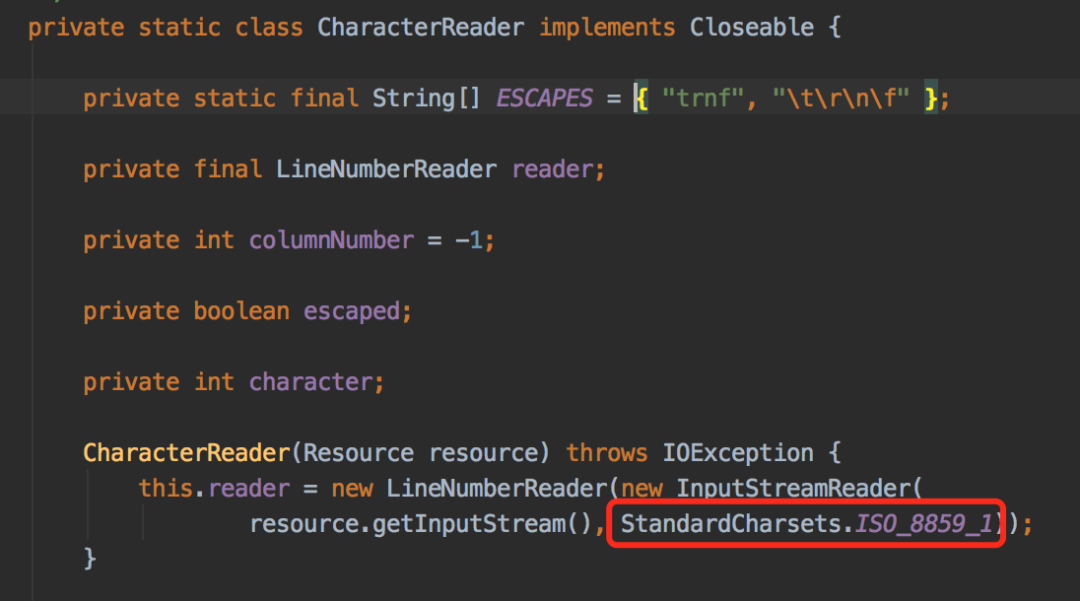 private static class CharacterReader implements Closeable {
private static final String[] ESCAPES = { "trnf", "\t\r\n\f" };
private final LineNumberReader reader;
private int columnNumber = -1;
private boolean escaped;
private int character;
CharacterReader(Resource resource) throws IOException {
this.reader = new LineNumberReader(new InputStreamReader(
resource.getInputStream(), StandardCharsets.ISO_8859_1));
}